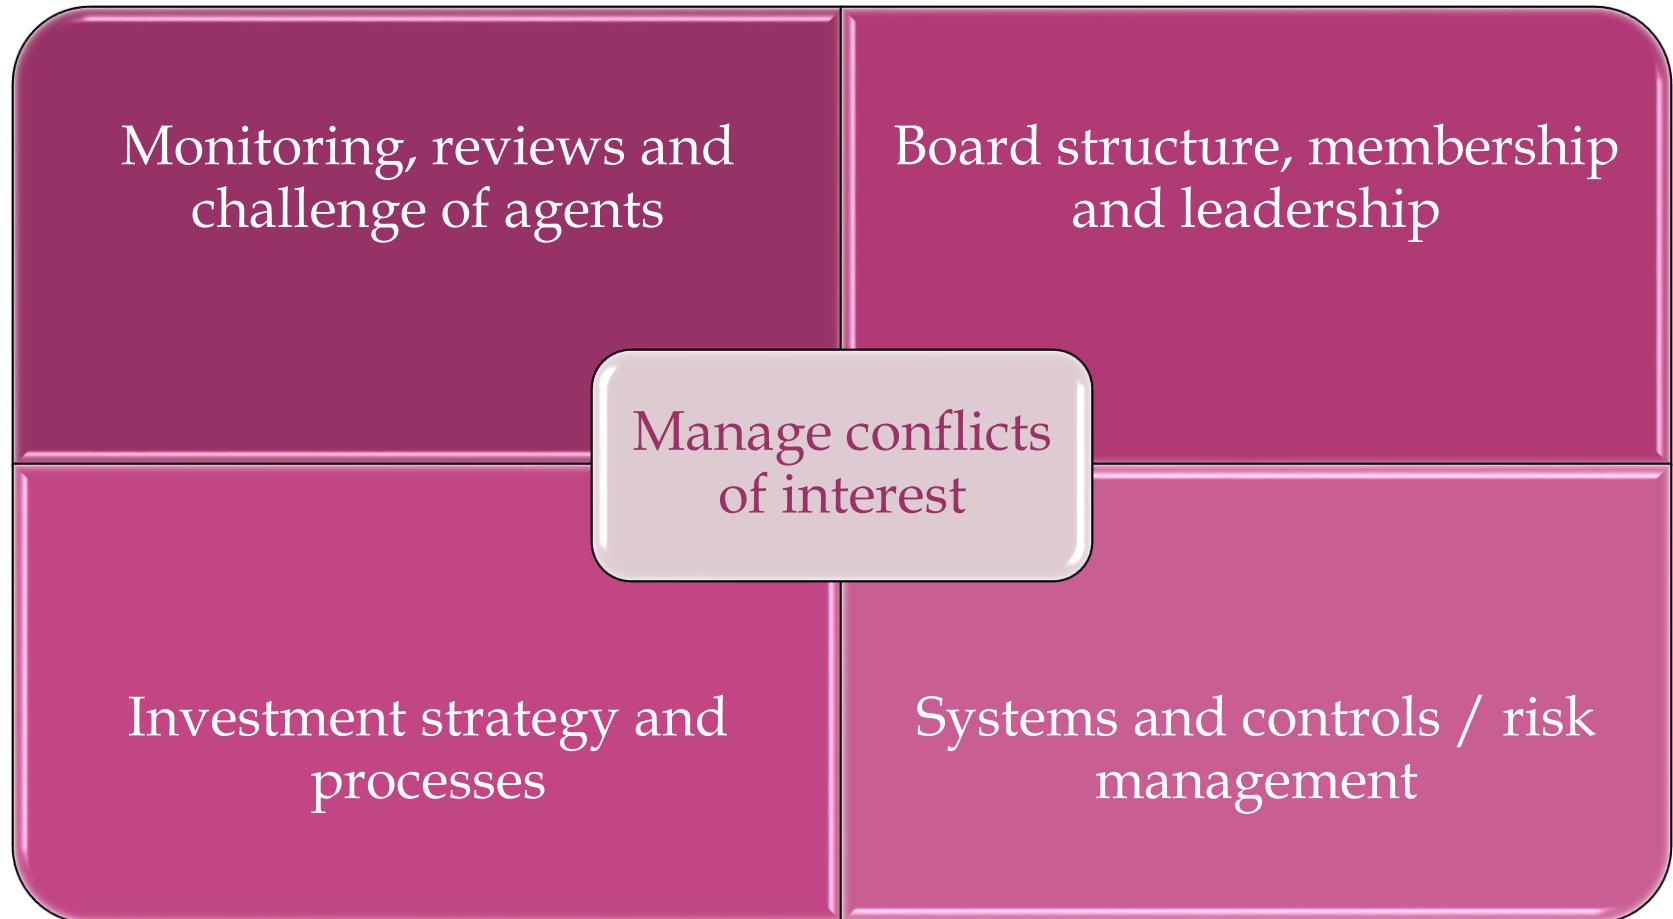 Monitoring, reviews and
challenge of agents
Board structure, membership
and leadership
Manage conflicts
of interest
Investment strategy and
processes
Systems and controls / risk
management